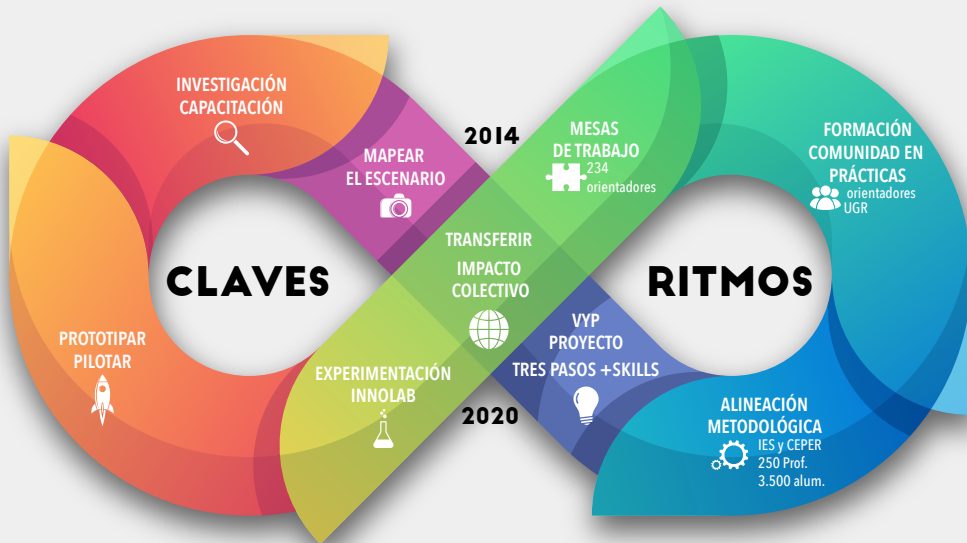 INVESTIGACIÓN
CAPACITACIÓN
MAPEAR
EL ESCENARIO
2014
MESAS
DE TRABAJO
234
orientadores
FORMACIÓN
COMUNIDAD EN
PRÁCTICAS
orientadores
UGR
CLAVES
TRANSFERIR
IMPACTO
COLECTIVO
RITMOS
PROTOTIPAR
PILOTAR
EXPERIMENTACIÓN
INNOLAB
VYP
PROYECTO
TRES PASOS +SKILLS
2020
ALINEACIÓN
METODOLÓGICA
IES y CEPER
250 Prof.
3.500 alum.